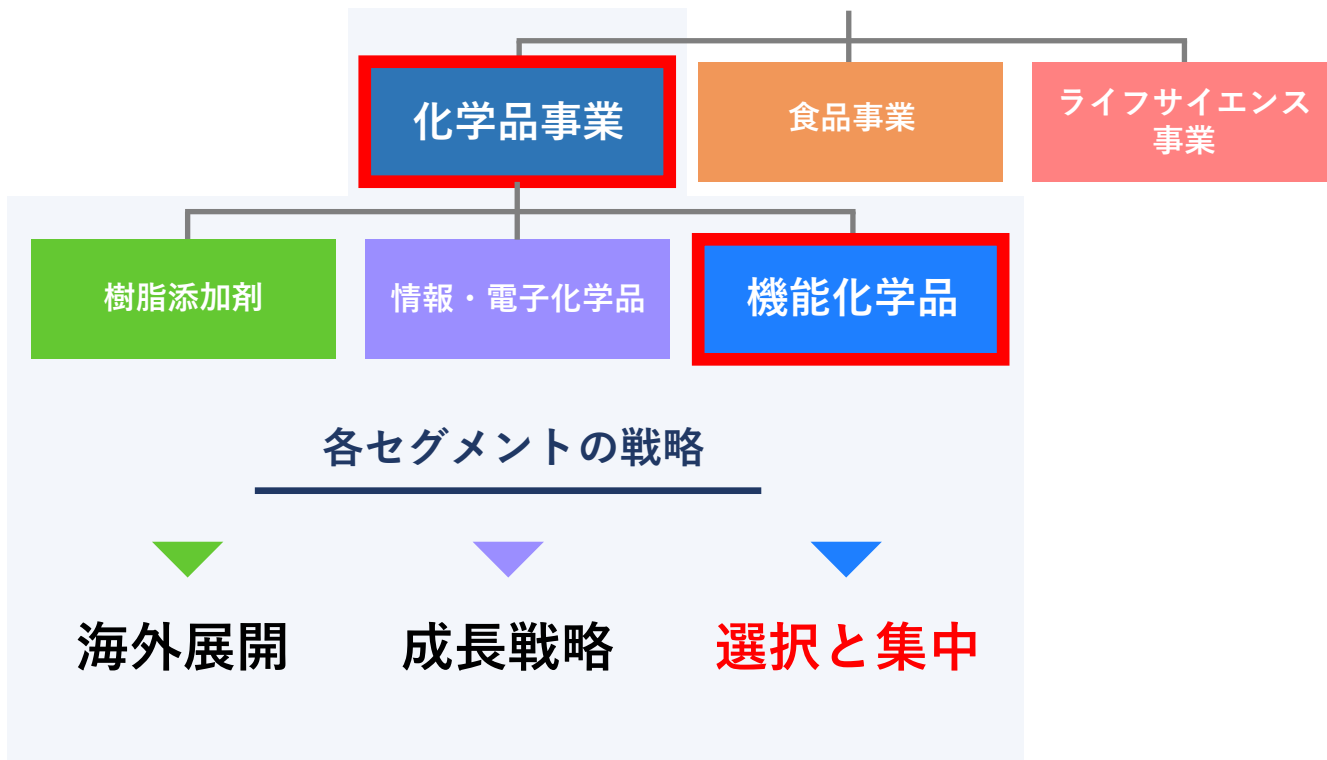 化学品事業
食品事業
ライフサイエンス
事業
樹脂添加剤
情報・電子化学品
機能化学品
各セグメントの戦略
海外展開
成長戦略
選択と集中